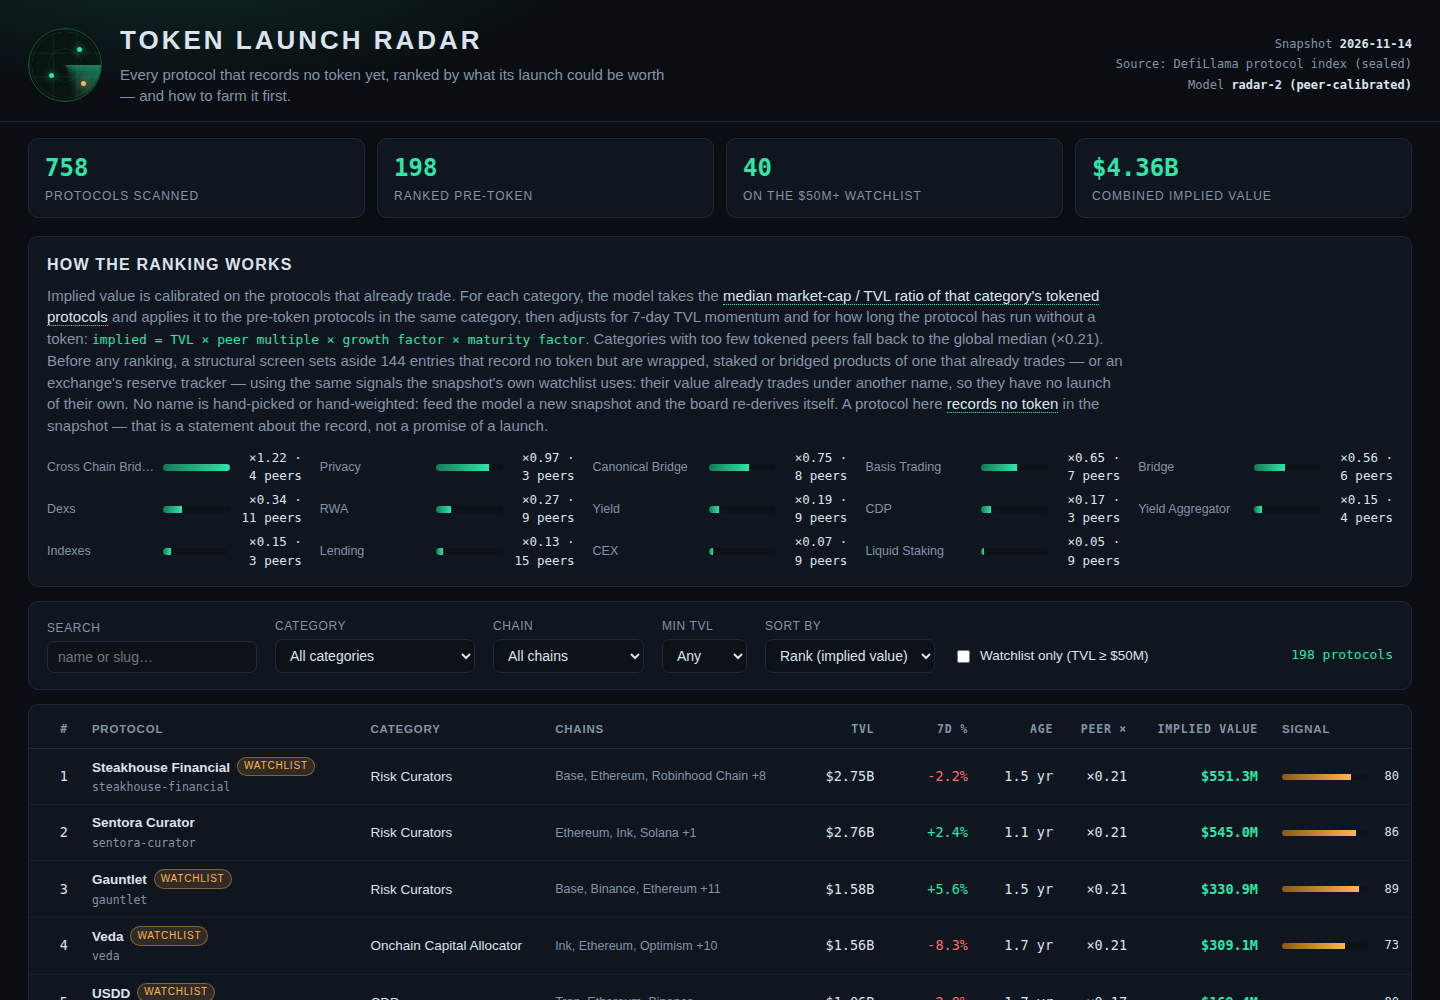 TOKEN LAUNCH RADAR
Every protocol that records no token yet, ranked by what its launch could be worth
— and how to farm it first.
Snapshot 2026-11-14
Source: DefiLlama protocol index (sealed)
Model radar-2 (peer-calibrated)
758
PROTOCOLS SCANNED
198
RANKED PRE-TOKEN
40
ON THE $50M+ WATCHLIST
$4.36B
COMBINED IMPLIED VALUE
HOW THE RANKING WORKS
Implied value is calibrated on the protocols that already trade. For each category, the model takes the median market-cap / TVL ratio of that category's tokened
protocols and applies it to the pre-token protocols in the same category, then adjusts for 7-day TVL momentum and for how long the protocol has run without a
token: implied = TVL × peer multiple × growth factor × maturity factor. Categories with too few tokened peers fall back to the global median (×0.21).
Before any ranking, a structural screen sets aside 144 entries that record no token but are wrapped, staked or bridged products of one that already trades — or an
exchange's reserve tracker — using the same signals the snapshot's own watchlist uses: their value already trades under another name, so they have no launch
of their own. No name is hand-picked or hand-weighted: feed the model a new snapshot and the board re-derives itself. A protocol here records no token in the
snapshot — that is a statement about the record, not a promise of a launch.
Cross Chain Brid… ×1.22 · 4 peers
Privacy ×0.97 · 3 peers
Canonical Bridge ×0.75 · 8 peers
Basis Trading ×0.65 · 7 peers
Bridge ×0.56 · 6 peers
Dexs ×0.34 · 11 peers
RWA ×0.27 · 9 peers
Yield ×0.19 · 9 peers
CDP ×0.17 · 3 peers
Yield Aggregator ×0.15 · 4 peers
Indexes ×0.15 · 3 peers
Lending ×0.13 · 15 peers
CEX ×0.07 · 9 peers
Liquid Staking ×0.05 · 9 peers
SEARCH
name or slug…
CATEGORY
All categories
CHAIN
All chains
MIN TVL
Any
SORT BY
Rank (implied value)
Watchlist only (TVL ≥ $50M)
198 protocols
# PROTOCOL CATEGORY CHAINS TVL 7D % AGE PEER × IMPLIED VALUE SIGNAL
1 Steakhouse Financial WATCHLIST Risk Curators Base, Ethereum, Robinhood Chain +8 $2.75B -2.2% 1.5 yr ×0.21 $551.3M 80
steakhouse-financial
2 Sentora Curator Risk Curators Ethereum, Ink, Solana +1 $2.76B +2.4% 1.1 yr ×0.21 $545.0M 86
sentora-curator
3 Gauntlet WATCHLIST Risk Curators Base, Binance, Ethereum +11 $1.58B +5.6% 1.5 yr ×0.21 $330.9M 89
gauntlet
4 Veda WATCHLIST Onchain Capital Allocator Ink, Ethereum, Optimism +10 $1.56B -8.3% 1.7 yr ×0.21 $309.1M 73
veda
USDD WATCHLIST